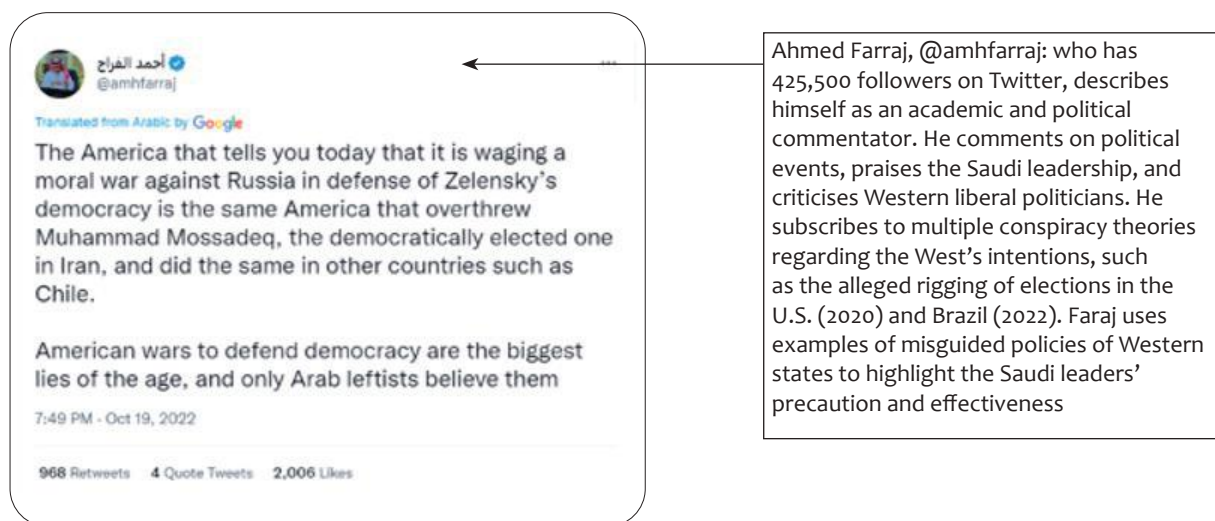 أحمد الفراج
@amhfarraj
Translated from Arabic by Google
The America that tells you today that it is waging a
moral war against Russia in defense of Zelensky's
democracy is the same America that overthrew
Muhammad Mossadeq, the democratically elected one
in Iran, and did the same in other countries such as
Chile.
American wars to defend democracy are the biggest
lies of the age, and only Arab leftists believe them
7:49 PM - Oct 19, 2022
968 Retweets 4 Quote Tweets 2,006 Likes
Ahmed Farraj, @amhfarraj: who has
425,500 followers on Twitter, describes
himself as an academic and political
commentator. He comments on political
events, praises the Saudi leadership, and
criticises Western liberal politicians. He
subscribes to multiple conspiracy theories
regarding the West's intentions, such
as the alleged rigging of elections in the
U.S. (2020) and Brazil (2022). Faraj uses
examples of misguided policies of Western
states to highlight the Saudi leaders'
precaution and effectiveness